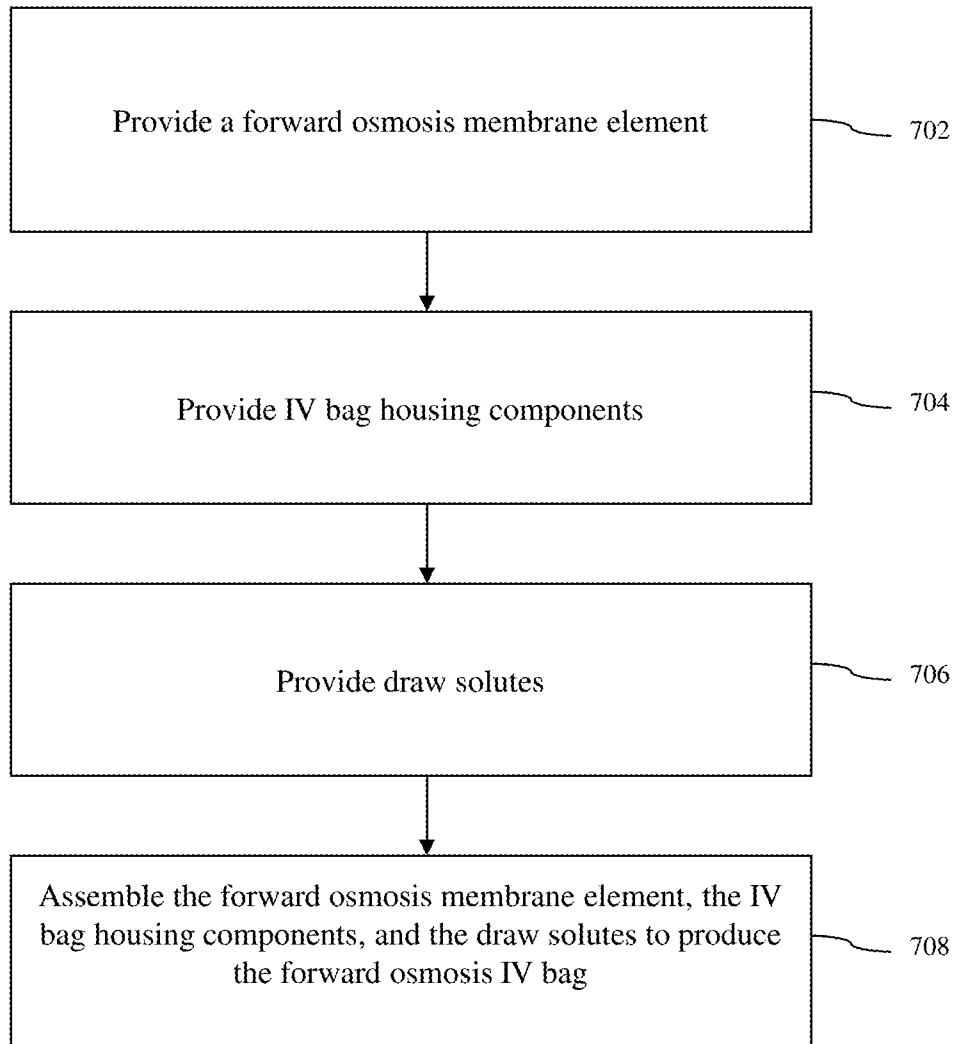 Provide a forward osmosis membrane element
702
Provide IV bag housing components
704
Provide draw solutes
706
Assemble the forward osmosis membrane element, the IV
bag housing components, and the draw solutes to produce
the forward osmosis IV bag
708